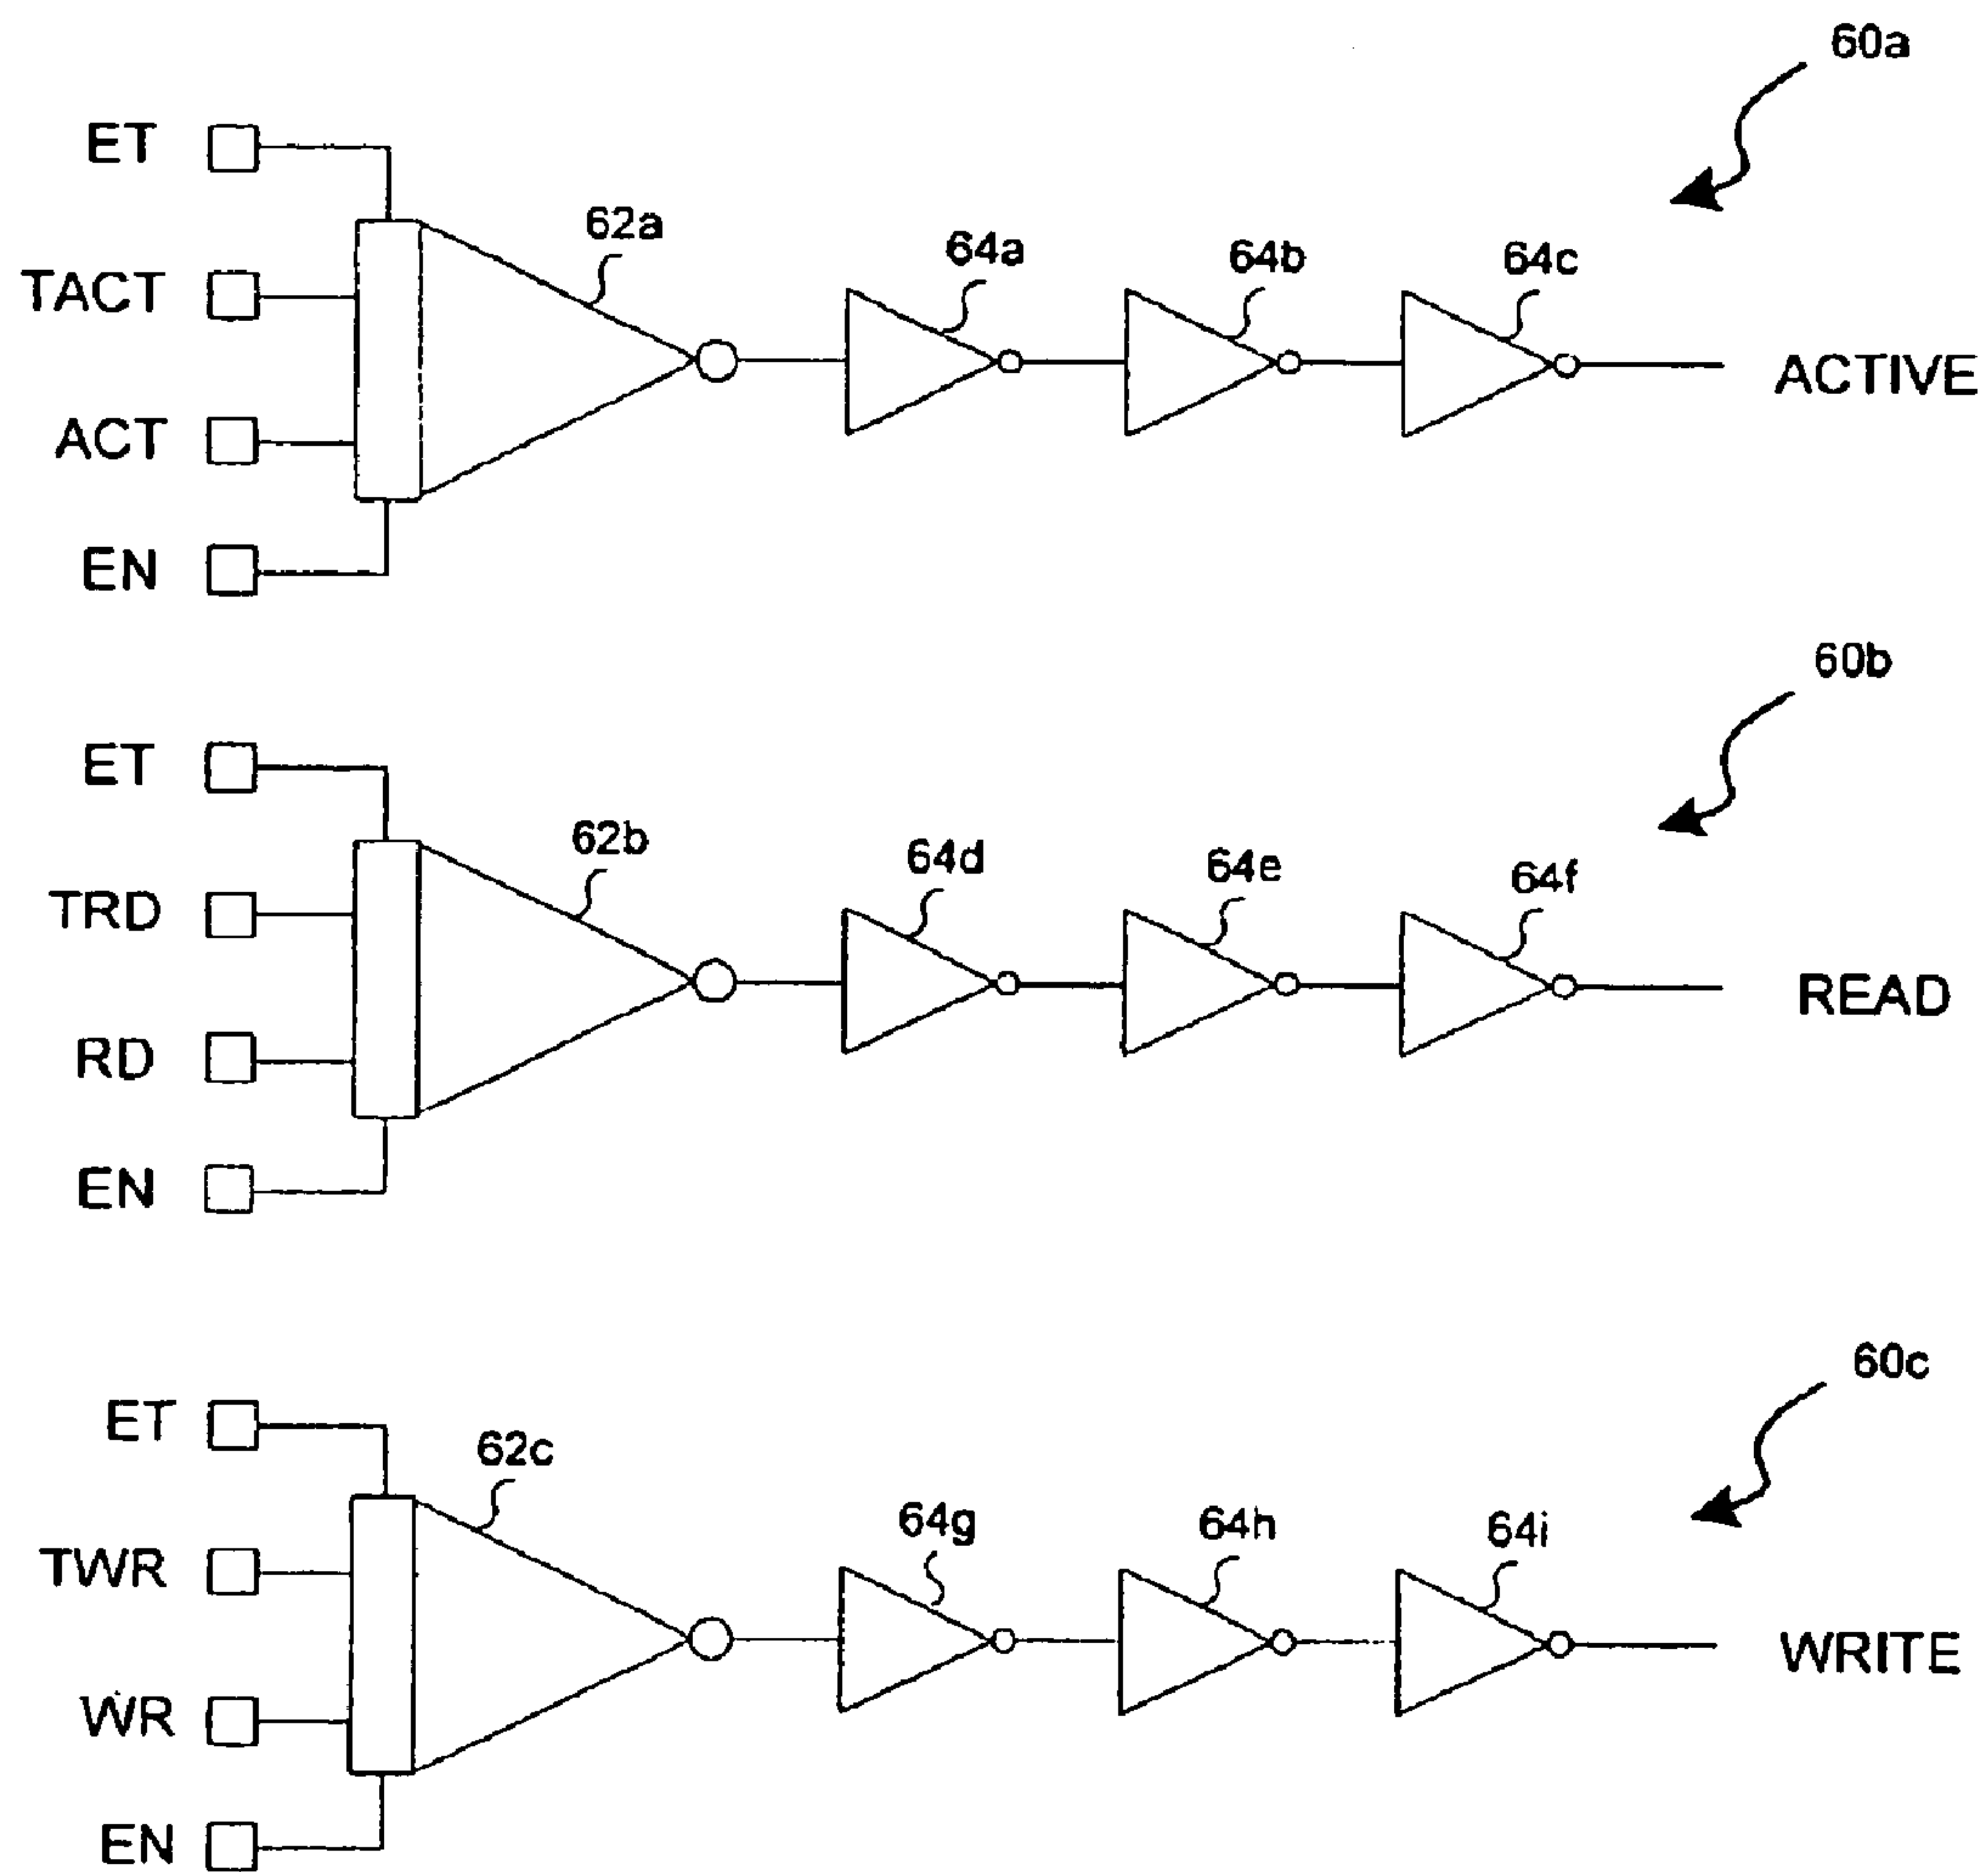 60a
ET
62a
64a
64b
64c
TACT
ACTIVE
ACT
EN
60b
ET
62b
64d
64e
64f
TRD
READ
RD
EN
60c
ET
62c
64g
64h
64i
TWR
WRITE
WR
EN